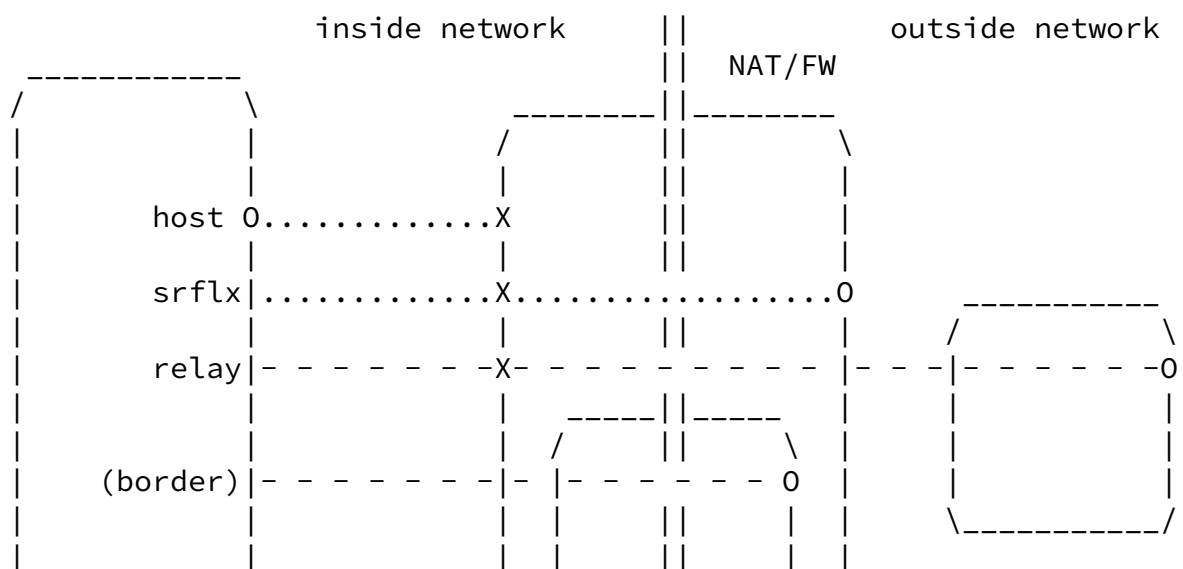 inside network || outside network
NAT/FW
host O.............X
srflx|.............X..................O
relay|- - - - - - -X- - - - - - - - - |- - -|- - - - - -O
(border)|- - - - - - -|- |- - - - - - O